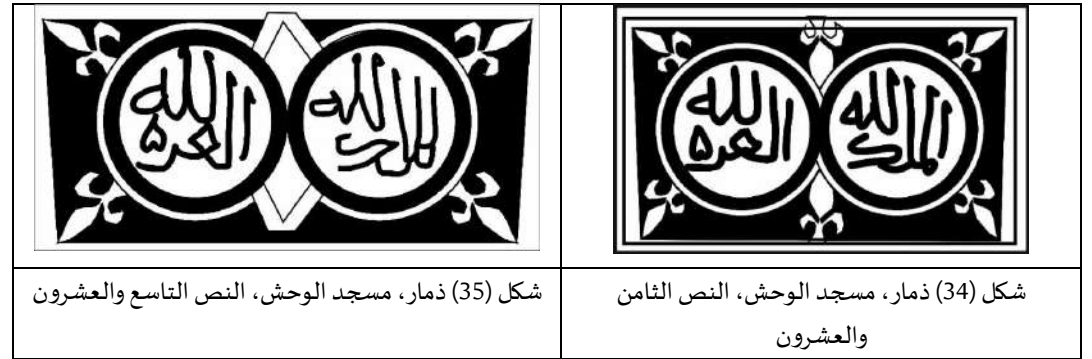 الملك لله
العزة لله
لله
العزة لله
شكل (34) ذمار، مسجد الوحش، النص الثامن
والعشرون
شكل (35) ذمار، مسجد الوحش، النص التاسع والعشرون